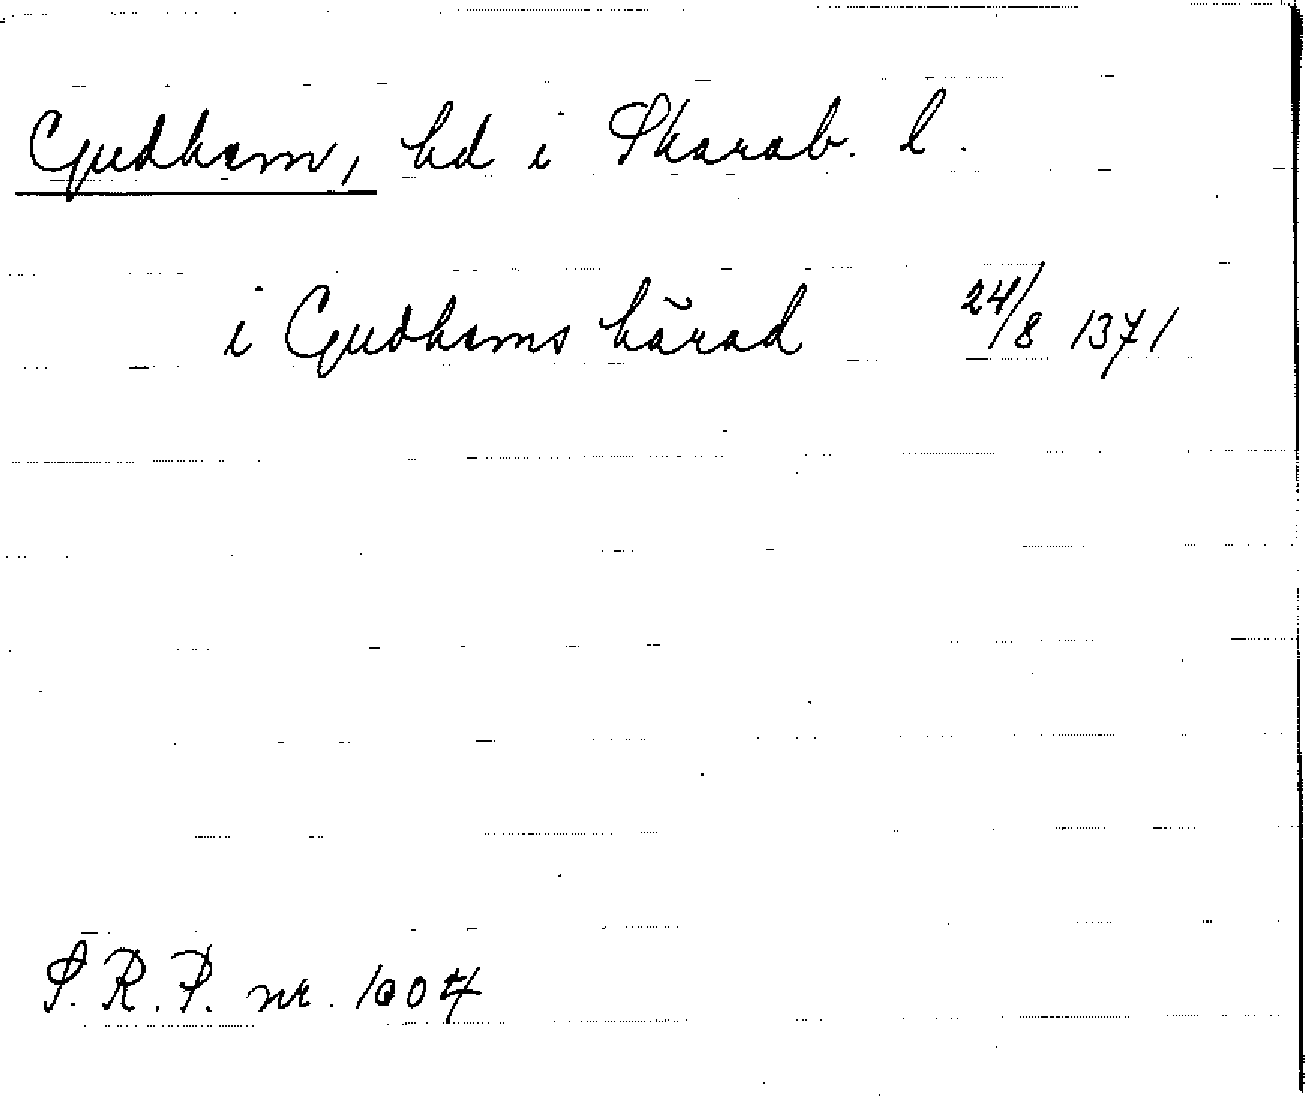 Gudhem, hd i Skarab. l.
i Gudhems härad 24/8 1371
S.R.P. nr. 1004